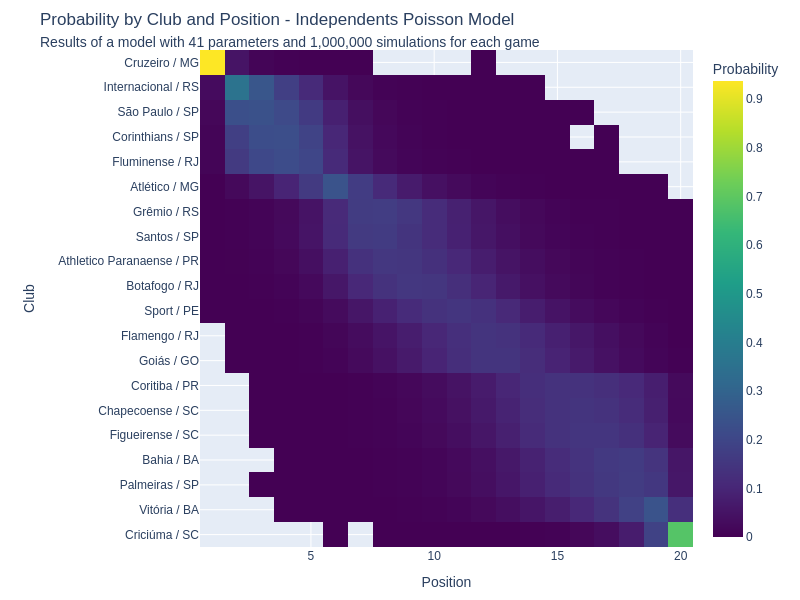 Probability by Club and Position - Independents Poisson Model
Results of a model with 41 parameters and 1,000,000 simulations for each game
Club
Cruzeiro / MG
Internacional / RS
São Paulo / SP
Corinthians / SP
Fluminense / RJ
Atlético / MG
Grêmio / RS
Santos / SP
Athletico Paranaense / PR
Botafogo / RJ
Sport / PE
Flamengo / RJ
Goiás / GO
Coritiba / PR
Chapecoense / SC
Figueirense / SC
Bahia / BA
Palmeiras / SP
Vitória / BA
Criciúma / SC
5 10 15 20
Position
Probability
0.9
0.8
0.7
0.6
0.5
0.4
0.3
0.2
0.1
0